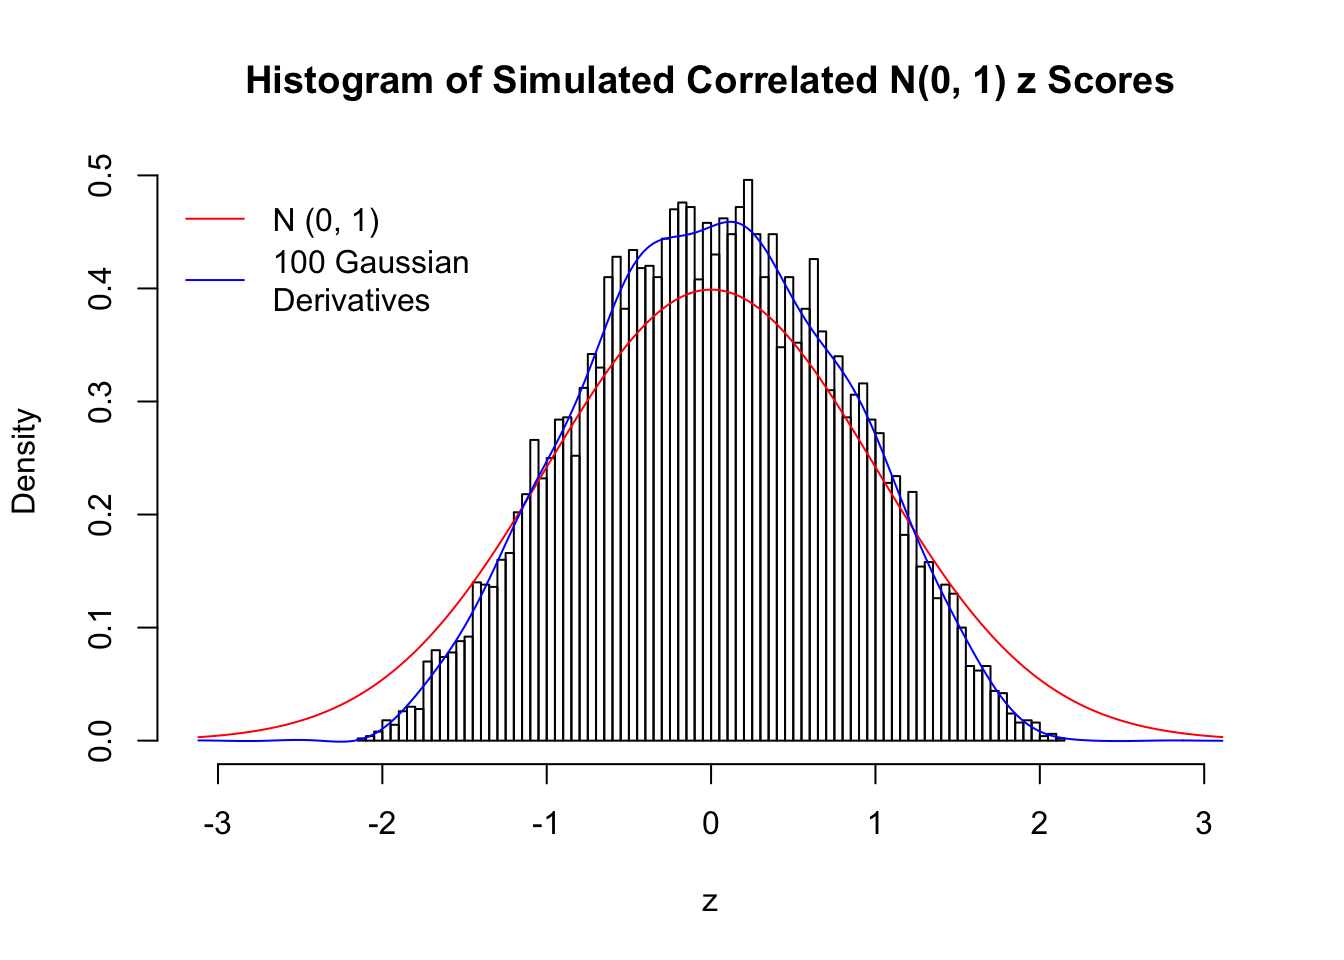 Histogram of Simulated Correlated N(0, 1) z Scores
0.5
0.4
0.3
0.2
0.1
0.0
Density
N (0, 1)
100 Gaussian
Derivatives
-3 -2 -1 0 1 2 3
z